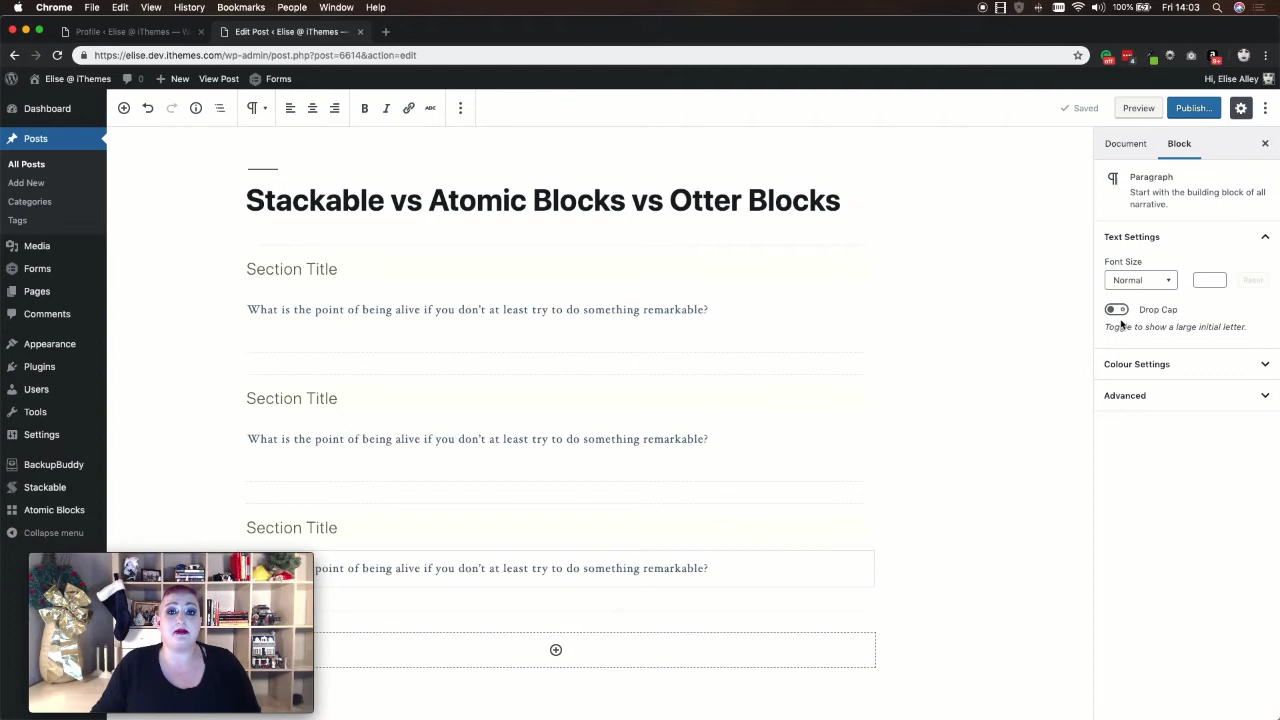 Chrome File Edit View History Bookmarks People Window Help 100% Fri 14:03
Profile ‹ Elise @ iThemes — W
Edit Post ‹ Elise @ iThemes —
https://elise.dev.ithemes.com/wp-admin/post.php?post=6614&action=edit
off 4 9+
Elise @ iThemes 0 New View Post Forms Hi, Elise Alley
Dashboard
Posts
All Posts
Add New
Categories
Tags
Media
Forms
Pages
Comments
Appearance
Plugins
Users
Tools
Settings
BackupBuddy
Stackable
Atomic Blocks
Collapse menu
B I ABC
Saved Preview Publish...
Stackable vs Atomic Blocks vs Otter Blocks
Section Title
What is the point of being alive if you don't at least try to do something remarkable?
Section Title
What is the point of being alive if you don't at least try to do something remarkable?
Section Title
point of being alive if you don't at least try to do something remarkable?
Document Block
Paragraph
Start with the building block of all
narrative.
Text Settings
Font Size
Normal Reset
Drop Cap
Toggle to show a large initial letter.
Colour Settings
Advanced